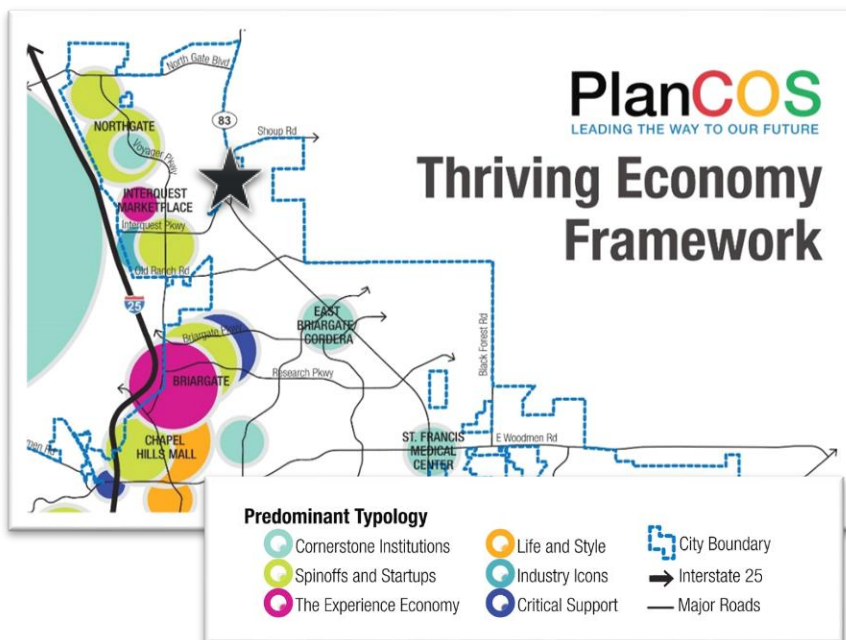 PlanCOS
LEADING THE WAY TO OUR FUTURE
Thriving Economy
Framework
North Gate Blvd
83
Shoup Rd
NORTHGATE
Voyager Pkwy
INTERQUEST
MARKETPLACE
Interquest Pkwy
Old Ranch Rd
25
EAST
BRIARGATE/
CORDERA
Black Forest Rd
Briargate Pkwy
BRIARGATE
Research Pkwy
CHAPEL
HILLS MALL
ST. FRANCIS
MEDICAL
CENTER
E Woodmen Rd
Predominant Typology
Cornerstone Institutions
Spinoffs and Startups
The Experience Economy
Life and Style
Industry Icons
Critical Support
City Boundary
Interstate 25
Major Roads